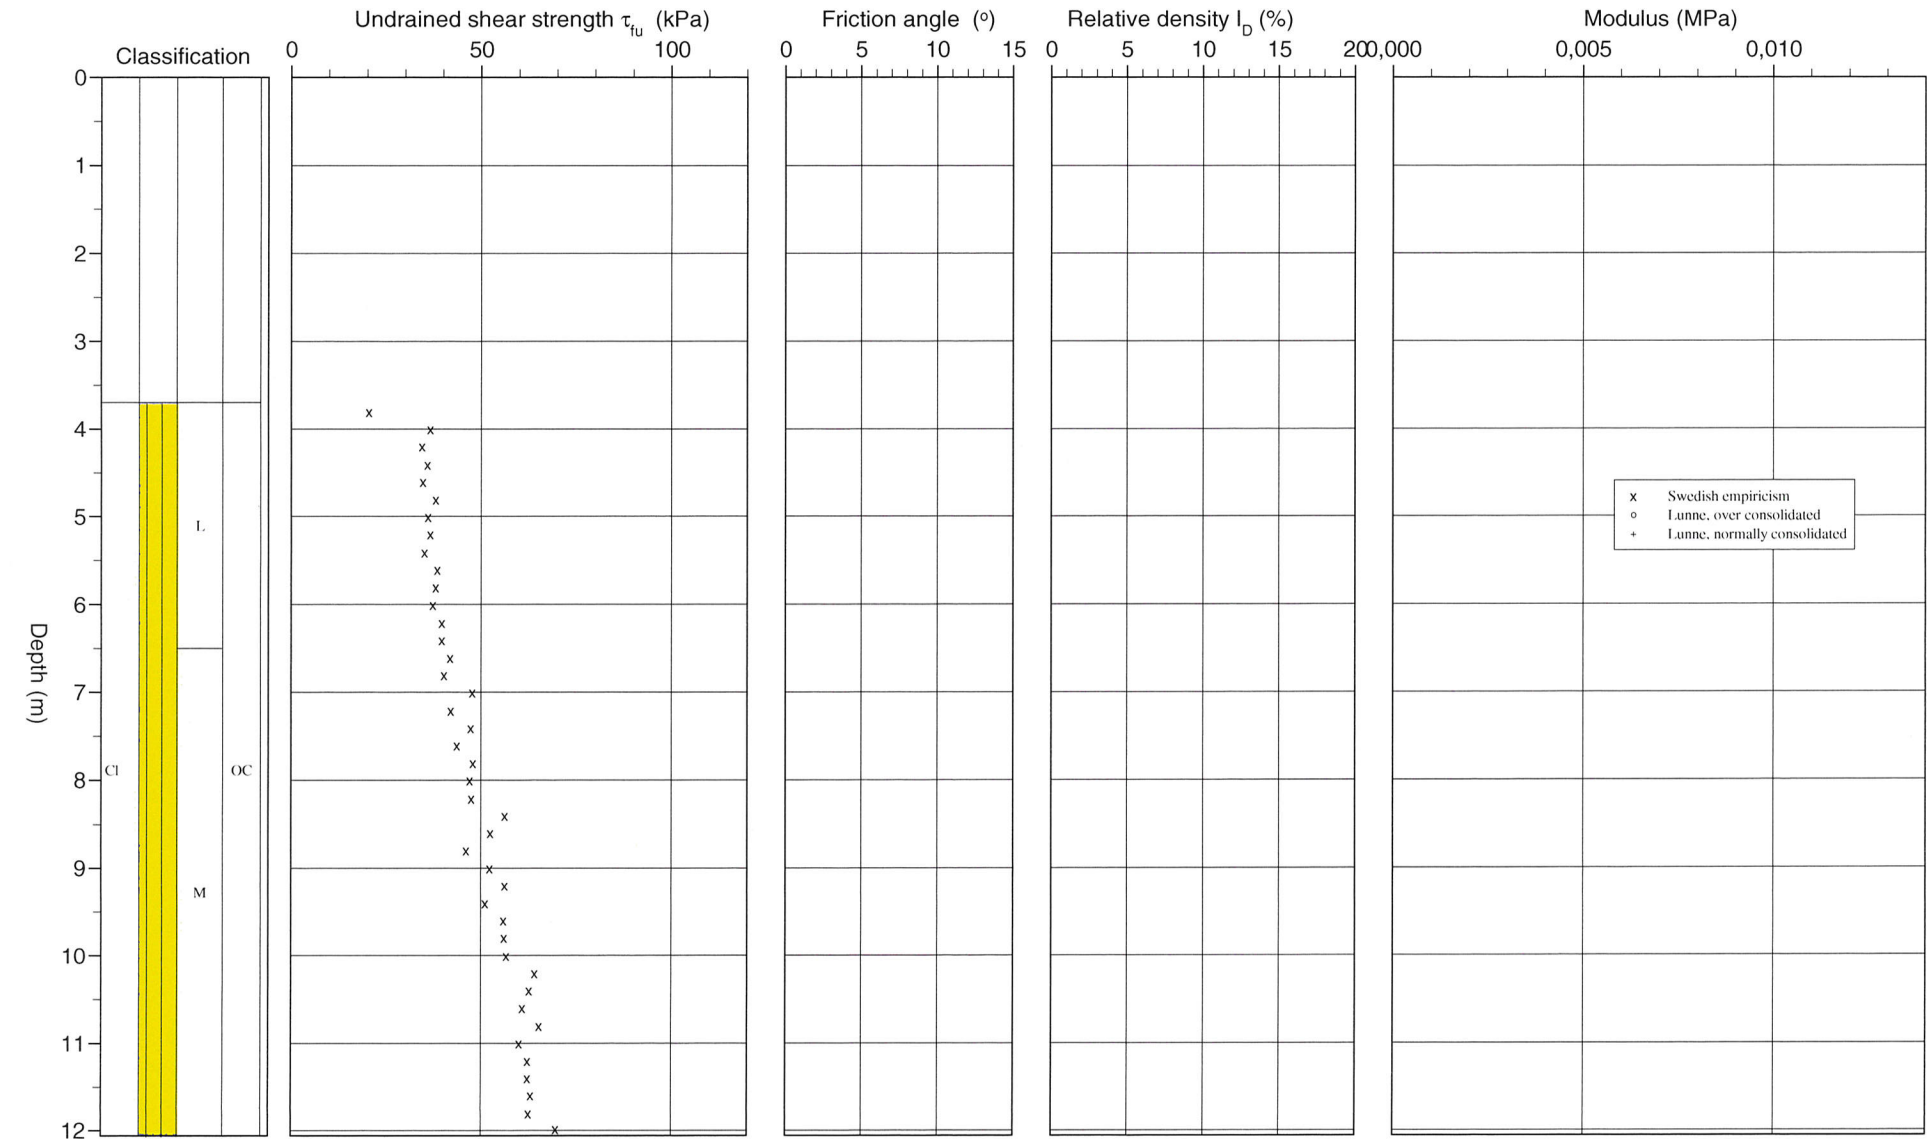 Undrained shear strength τfu (kPa)
Friction angle (o)
Relative density ID (%)
Modulus (MPa)
Classification
0 50 100
0 5 10 15
0 5 10 15 20
0,000 0,005 0,010
0
1
2
3
4
5
6
7
8
9
10
11
12
Depth (m)
L
Cl
OC
M
x Swedish empiricism
o Lunne, over consolidated
+ Lunne, normally consolidated